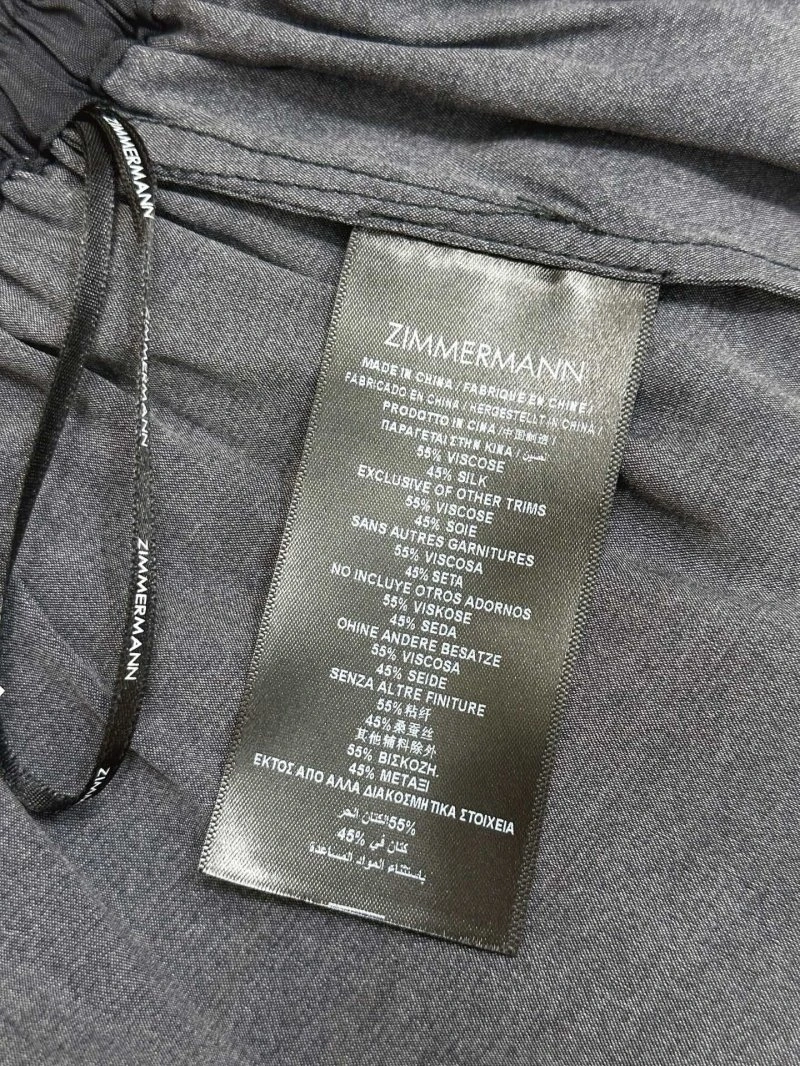 ZIMMERMANN
ZIMMERMANN
ZIMMERMANN
ZIMMERMANN
MADE IN CHINA / FABRIQUE EN CHINE /
FABRICADO EN CHINA / HERGESTELLT IN CHINA /
PRODOTTO IN CINA /中国制造 /
ΠΑΡΑΓΕΤΑΙ ΣΤΗΝ ΚΙΝΑ /
55% VISCOSE
45% SILK
EXCLUSIVE OF OTHER TRIMS
55% VISCOSE
45% SOIE
SANS AUTRES GARNITURES
55% VISCOSA
45% SETA
NO INCLUYE OTROS ADORNOS
55% VISKOSE
45% SEDA
OHINE ANDERE BESATZE
55% VISCOSA
45% SEIDE
SENZA ALTRE FINITURE
55%粘纤
45%桑蚕丝
其他辅料除外
55% ΒΙΣΚΟΖΗ.
45% ΜΕΤΑΞΙ
ΕΚΤΟΣ ΑΠΟ ΑΛΛΑ ΔΙΑΚΟΣΜΗΤΙΚΑ ΣΤΟΙΧΕΙΑ
55%الكتان الحر
كتان في 45%
باستثناء المواد المساعدة